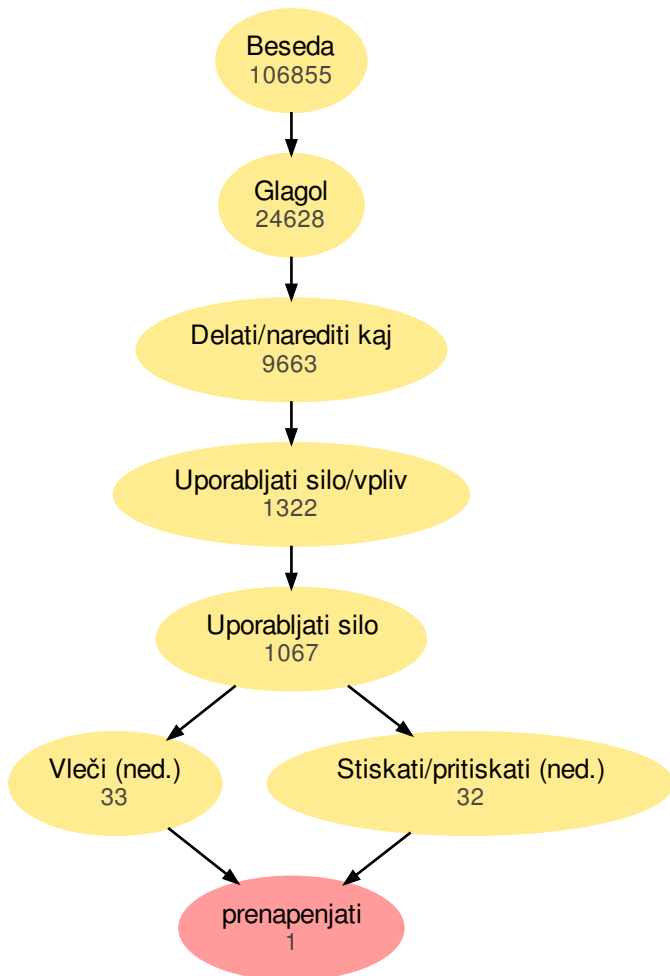 Beseda
106855
Glagol
24628
Delati/narediti kaj
9663
Uporabljati silo/vpliv
1322
Uporabljati silo
1067
Vleči (ned.)
33
Stiskati/pritiskati (ned.)
32
prenapenjati
1